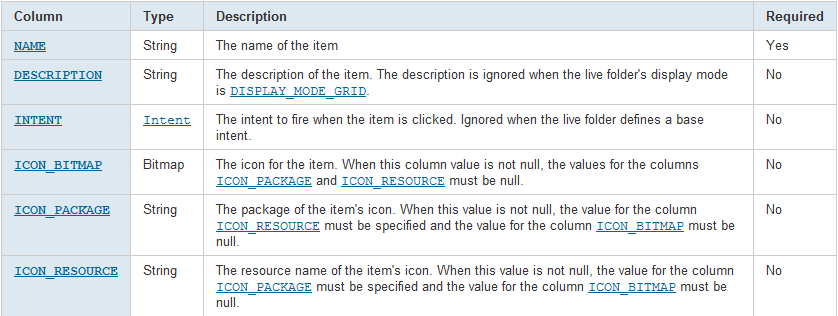 Column Type Description Required
NAME String The name of the item Yes
DESCRIPTION String The description of the item. The description is ignored when the live folder's display mode No
is DISPLAY_MODE_GRID.
INTENT Intent The intent to fire when the item is clicked. Ignored when the live folder defines a base No
intent.
ICON_BITMAP Bitmap The icon for the item. When this column value is not null, the values for the columns No
ICON_PACKAGE and ICON_RESOURCE must be null.
ICON_PACKAGE String The package of the item's icon. When this value is not null, the value for the column No
ICON_RESOURCE must be specified and the value for the column ICON_BITMAP must be
null.
ICON_RESOURCE String The resource name of the item's icon. When this value is not null, the value for the column No
ICON_PACKAGE must be specified and the value for the column ICON_BITMAP must be
null.